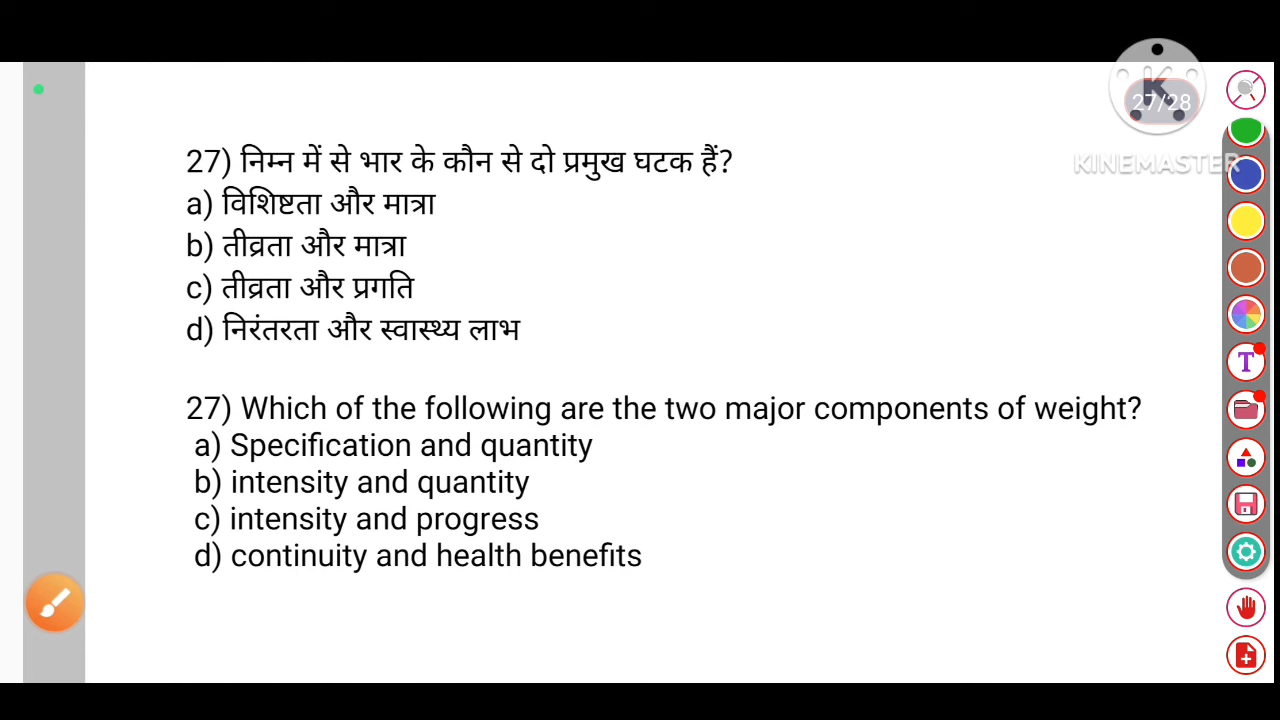 27/28
KINEMASTER
27) निम्न में से भार के कौन से दो प्रमुख घटक हैं?
a) विशिष्टता और मात्रा
b) तीव्रता और मात्रा
c) तीव्रता और प्रगति
d) निरंतरता और स्वास्थ्य लाभ
27) Which of the following are the two major components of weight?
a) Specification and quantity
b) intensity and quantity
c) intensity and progress
d) continuity and health benefits
T